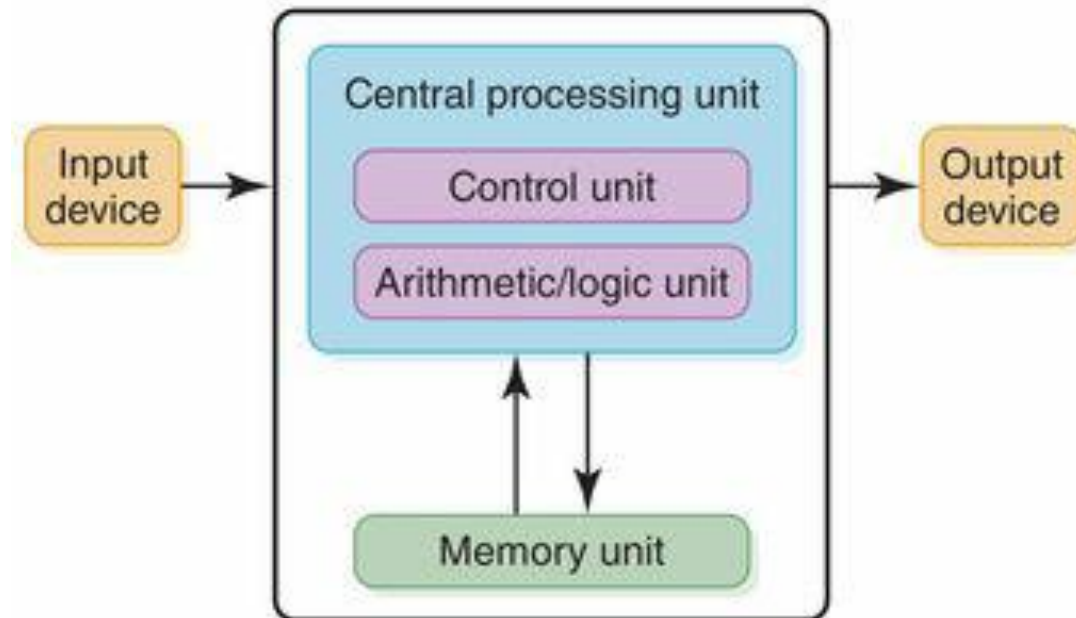 Central processing unit
Input
device
Control unit
Arithmetic/logic unit
Output
device
Memory unit